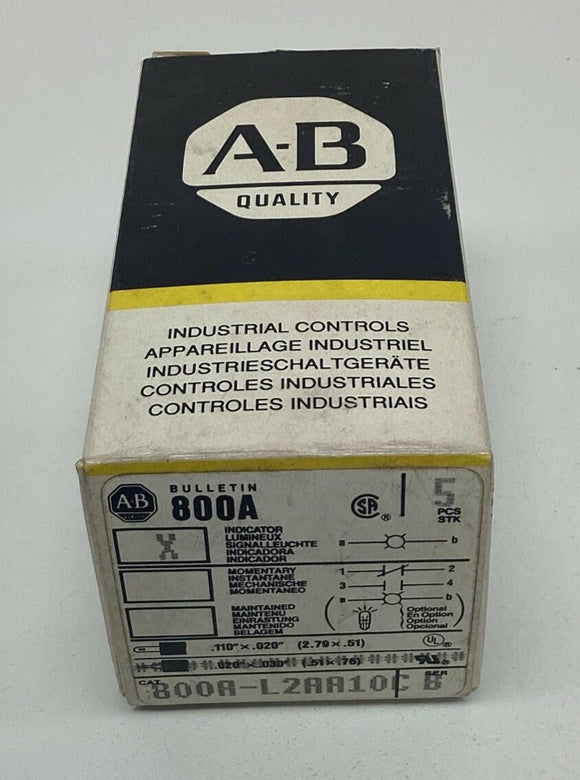 A-B
QUALITY
INDUSTRIAL CONTROLS
APPAREILLAGE INDUSTRIEL
INDUSTRIESCHALTGERÄTE
CONTROLES INDUSTRIALES
CONTROLES INDUSTRIAIS
A-B
BULLETIN
800A
SA
5
PCS
STK
X
INDICATOR
LUMINEUX
SIGNALLEUCHTE
INDICADORA
INDICADOR
a b
MOMENTARY
INSTANTANE
MECHANISCHE
MOMENTANEO
1 2
3 4
a b
MAINTAINED
MAINTENU
EINRASTUNG
MANTENIDO
SELAGEM
Optional
En Option
Option
Opcional
.110"×.020" (2.79×.51)
UL
.020"×.030" (.51×.76)
CAT
SER
800A-L2AA10C B